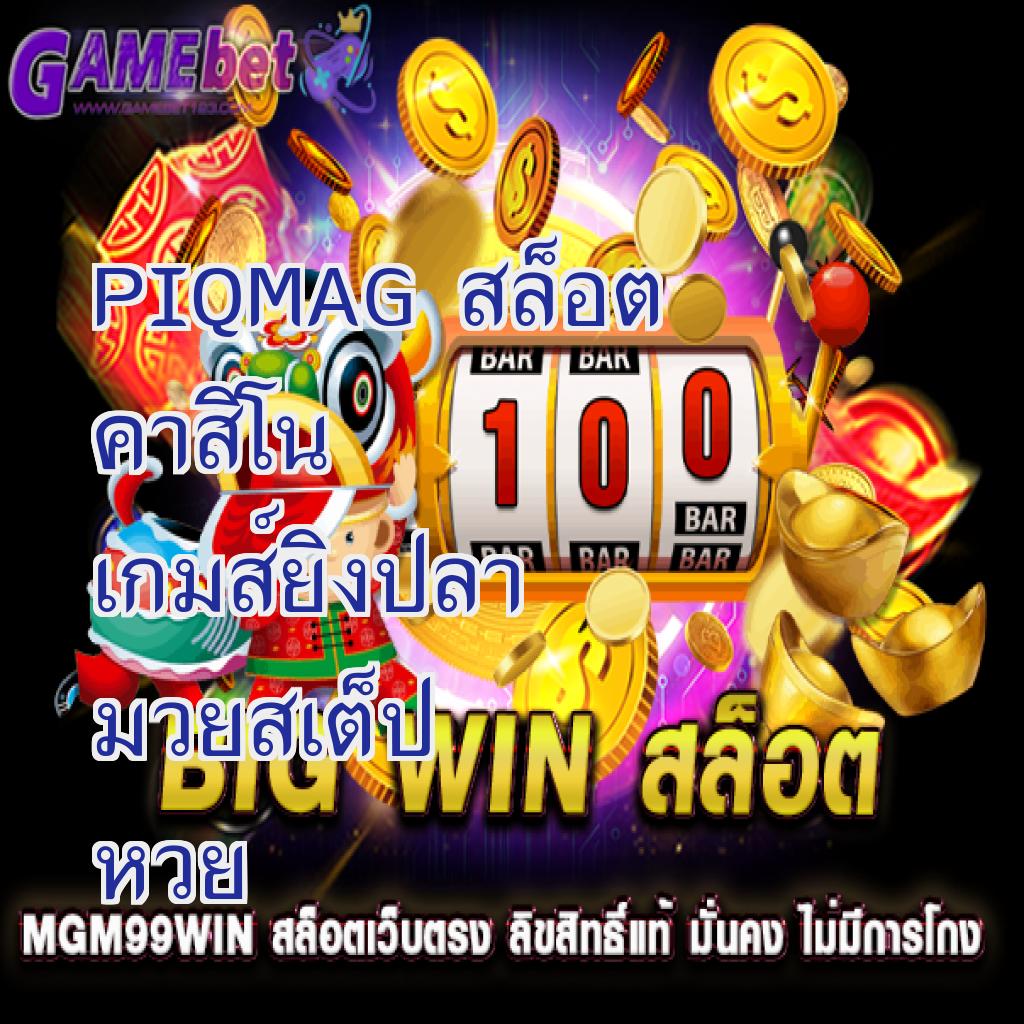 GAMEbet
PIQMAG สล็อต
BAR BAR
1 0 0
คาสิโน
BAR
BAR BAR BAR
เกมส์ยิงปลา
มวยสเต็ป
BIG WIN สล็อต
หวย
MGM99WIN สล็อตเว็บตรง ลิขสิทธิ์แท้ มั่นคง ไม่มีการโกง